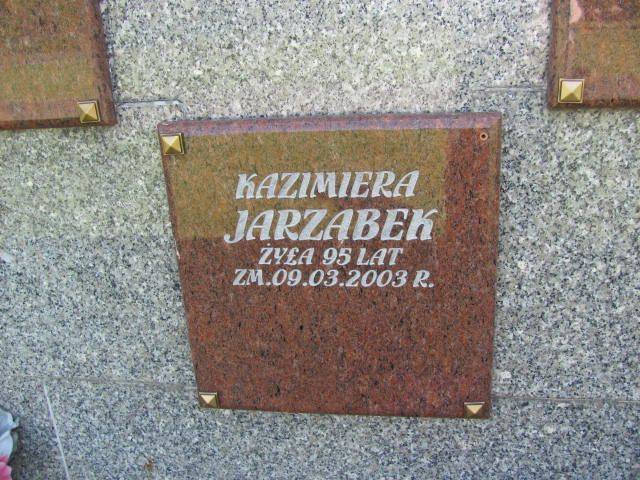 KAZIMIERA
JARZĄBEK
ŻYŁA 95 LAT
ZM.09.03.2003 R.